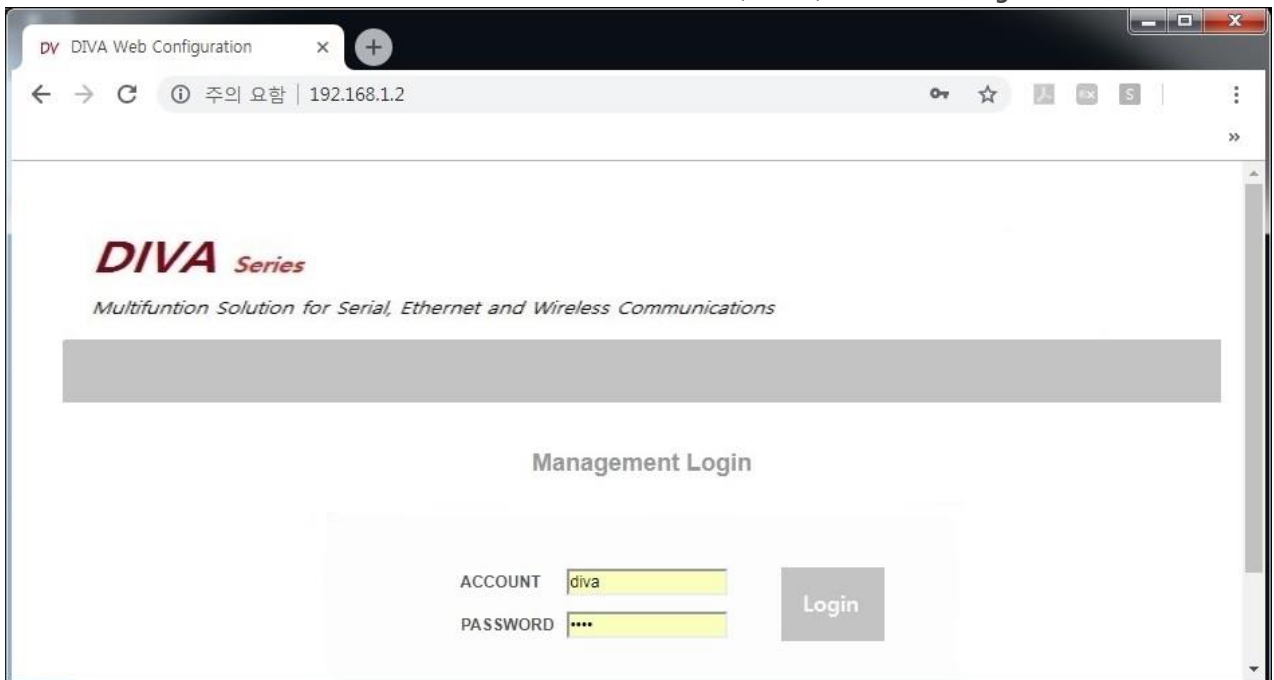 DV DIVA Web Configuration
주의 요함 192.168.1.2
DIVA Series
Multifuntion Solution for Serial, Ethernet and Wireless Communications
Management Login
ACCOUNT diva
PASSWORD ••••
Login